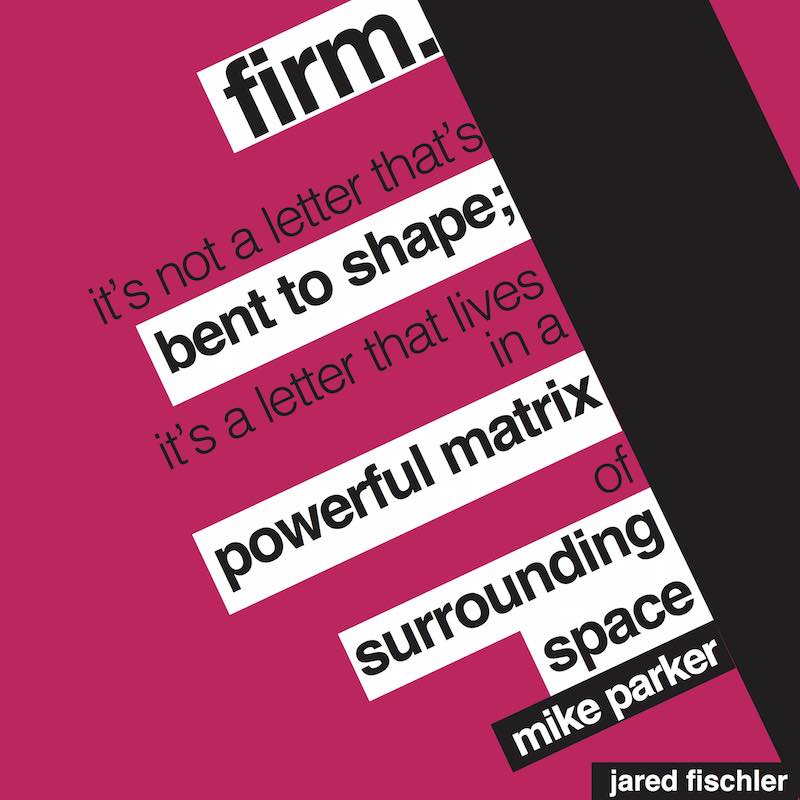 firm.
it's not a letter that's
bent to shape;
it's a letter that lives
in a
powerful matrix
of
surrounding
space
mike parker
jared fischler